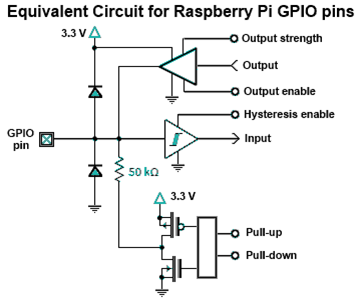 Equivalent Circuit for Raspberry Pi GPIO pins
3.3 V
Output strength
Output
Output enable
Hysteresis enable
GPIO
pin
Input
50 kΩ
3.3 V
Pull-up
Pull-down